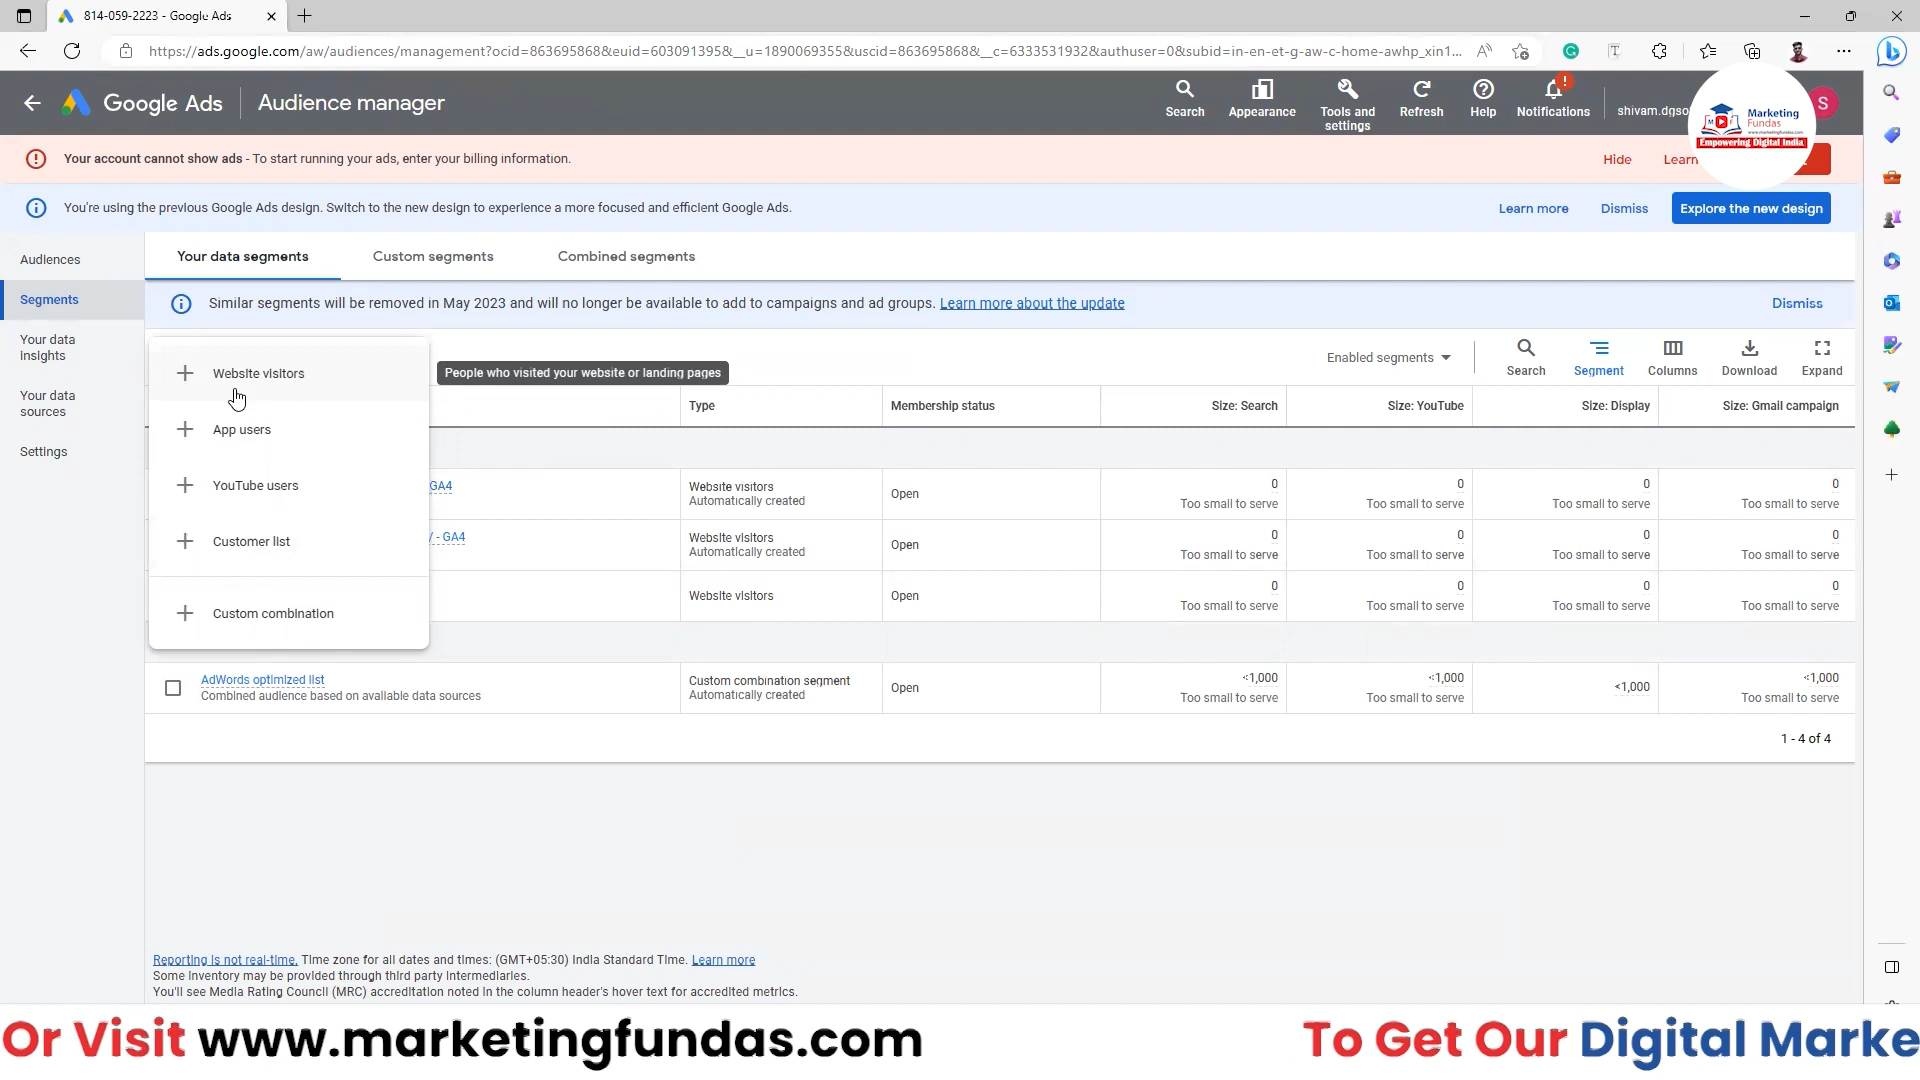 814-059-2223 - Google Ads
https://ads.google.com/aw/audiences/management?ocid=863695868&euid=603091395&__u=1890069355&uscid=863695868&__c=6333531932&authuser=0&subid=in-en-et-g-aw-c-home-awhp_xin1...
Google Ads
Audience manager
Search
Appearance
Tools and settings
Refresh
Help
Notifications
shivam.dgso
S
Marketing
Fundas
www.marketingfundas.com
Empowering Digital India
Your account cannot show ads - To start running your ads, enter your billing information.
Hide
Learn
You're using the previous Google Ads design. Switch to the new design to experience a more focused and efficient Google Ads.
Learn more
Dismiss
Explore the new design
Audiences
Segments
Your data insights
Your data sources
Settings
Your data segments
Custom segments
Combined segments
Similar segments will be removed in May 2023 and will no longer be available to add to campaigns and ad groups. Learn more about the update
Dismiss
Website visitors
App users
YouTube users
Customer list
Custom combination
People who visited your website or landing pages
Enabled segments
Search
Segment
Columns
Download
Expand
Type
Membership status
Size: Search
Size: YouTube
Size: Display
Size: Gmail campaign
GA4
Website visitors
Automatically created
Open
0
Too small to serve
0
Too small to serve
0
Too small to serve
0
Too small to serve
/ - GA4
Website visitors
Automatically created
Open
0
Too small to serve
0
Too small to serve
0
Too small to serve
0
Too small to serve
Website visitors
Open
0
Too small to serve
0
Too small to serve
0
Too small to serve
0
Too small to serve
AdWords optimized list
Combined audience based on available data sources
Custom combination segment
Automatically created
Open
<1,000
Too small to serve
<1,000
Too small to serve
<1,000
<1,000
Too small to serve
1 - 4 of 4
Reporting is not real-time. Time zone for all dates and times: (GMT+05:30) India Standard Time. Learn more
Some inventory may be provided through third party intermediaries.
You'll see Media Rating Council (MRC) accreditation noted in the column header's hover text for accredited metrics.
Or Visit www.marketingfundas.com
To Get Our Digital Marke